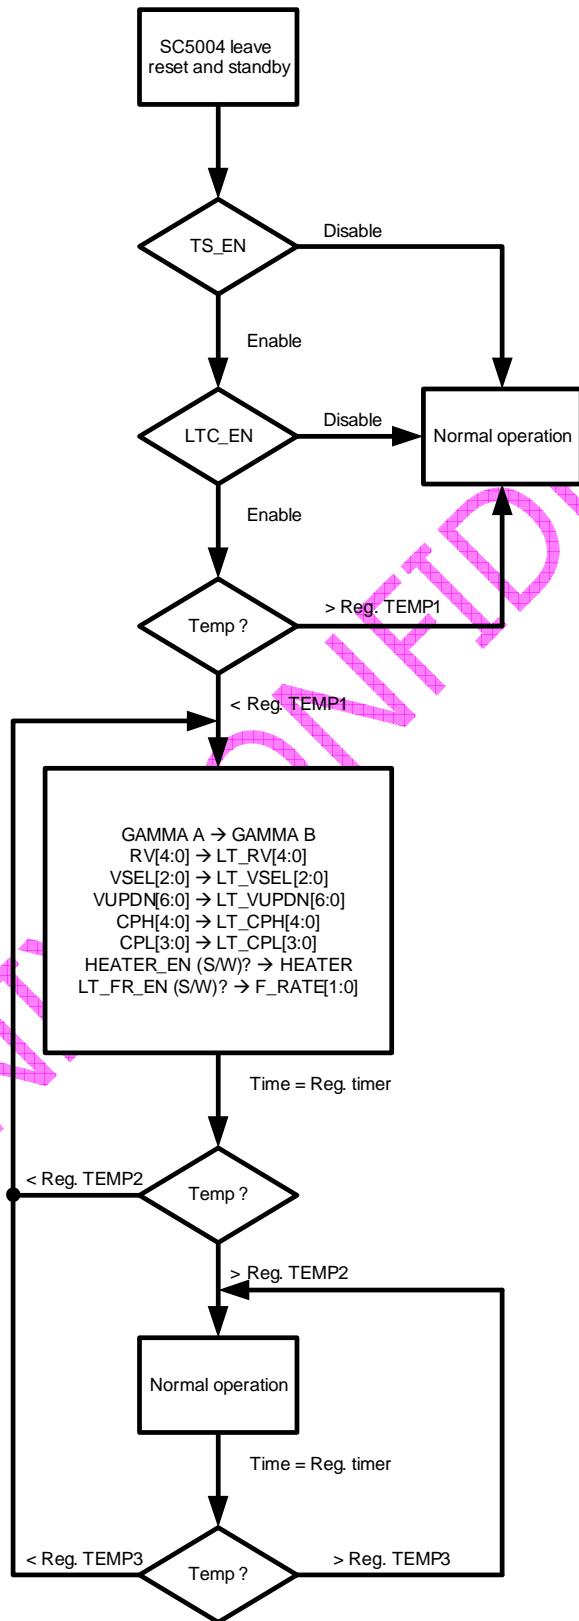 SC5004 leave
reset and standby
TS_EN
Disable
Enable
LTC_EN
Disable
Normal operation
Enable
Temp ?
> Reg. TEMP1
< Reg. TEMP1
GAMMA A → GAMMA B
RV[4:0] → LT_RV[4:0]
VSEL[2:0] → LT_VSEL[2:0]
VUPDN[6:0] → LT_VUPDN[6:0]
CPH[4:0] → LT_CPH[4:0]
CPL[3:0] → LT_CPL[3:0]
HEATER_EN (S/W)? → HEATER
LT_FR_EN (S/W)? → F_RATE[1:0]
Time = Reg. timer
< Reg. TEMP2
Temp ?
> Reg. TEMP2
Normal operation
Time = Reg. timer
< Reg. TEMP3
Temp ?
> Reg. TEMP3